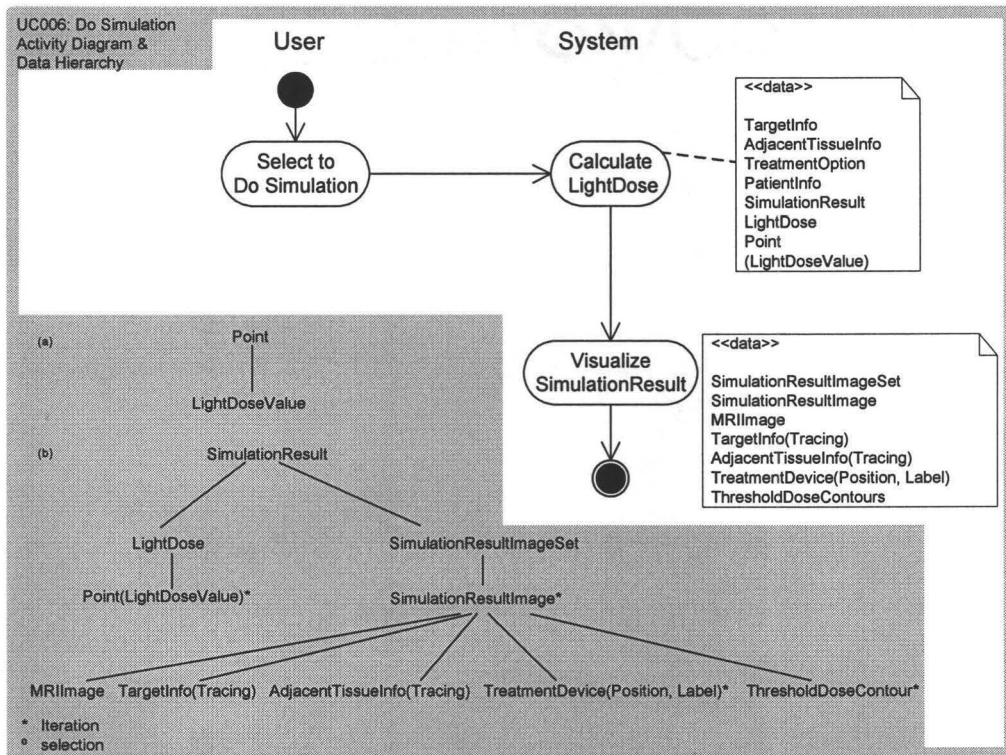 UC006: Do Simulation
Activity Diagram &
Data Hierarchy
User
System
Select to
Do Simulation
Calculate
LightDose
<<data>>
TargetInfo
AdjacentTissueInfo
TreatmentOption
PatientInfo
SimulationResult
LightDose
Point
(LightDoseValue)
Visualize
SimulationResult
<<data>>
SimulationResultImageSet
SimulationResultImage
MRIImage
TargetInfo(Tracing)
AdjacentTissueInfo(Tracing)
TreatmentDevice(Position, Label)
ThresholdDoseContours
(a)
Point
LightDoseValue
(b)
SimulationResult
LightDose
SimulationResultImageSet
Point(LightDoseValue)*
SimulationResultImage*
MRIImage
TargetInfo(Tracing)
AdjacentTissueInfo(Tracing)
TreatmentDevice(Position, Label)*
ThresholdDoseContour*
* Iteration
º selection